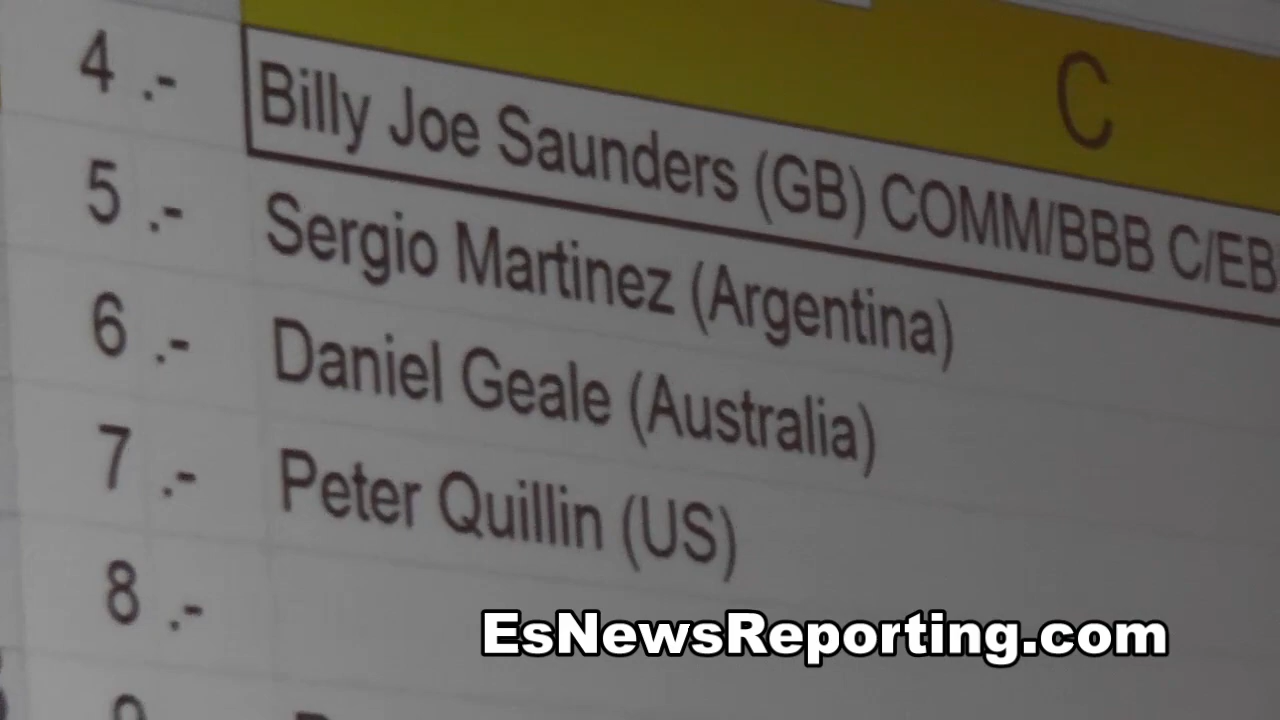 C
4 .- Billy Joe Saunders (GB) COMM/BBB C/EB
5 .- Sergio Martinez (Argentina)
6 .- Daniel Geale (Australia)
7 .- Peter Quillin (US)
8 .-
EsNewsReporting.com